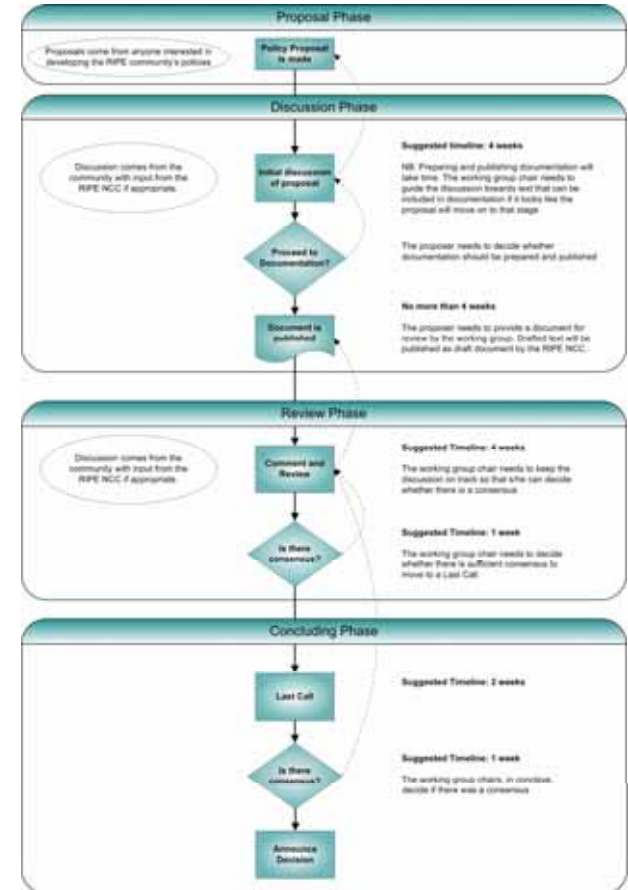 Proposal Phase
Proposals come from anyone interested in
developing the RIPE community's policies
Policy Proposal
is made
Discussion Phase
Discussion comes from the
community with input from the
RIPE NCC if appropriate.
Initial discussion
of proposal
Suggested timeline: 4 weeks
NB: Preparing and publishing documentation will
take time. The working group chair needs to
guide the discussion towards text that can be
included in documentation if it looks like the
proposal will move on to that stage
Proceed to
Documentation?
The proposer needs to decide whether
documentation should be prepared and published
Document is
published
No more than 4 weeks
The proposer needs to provide a document for
review by the working group. Drafted text will be
published as draft document by the RIPE NCC.
Review Phase
Discussion comes from the
community with input from the
RIPE NCC if appropriate.
Comment and
Review
Suggested Timeline: 4 weeks
The working group chair needs to keep the
discussion on track so that s/he can decide
whether there is a consensus
Is there
consensus?
Suggested Timeline: 1 week
The working group chair needs to decide
whether there is sufficient consensus to
move to a Last Call
Concluding Phase
Last Call
Suggested Timeline: 2 weeks
Is there
consensus?
Suggested Timeline: 1 week
The working group chairs, in conclave,
decide if there was a consensus
Announce
Decision